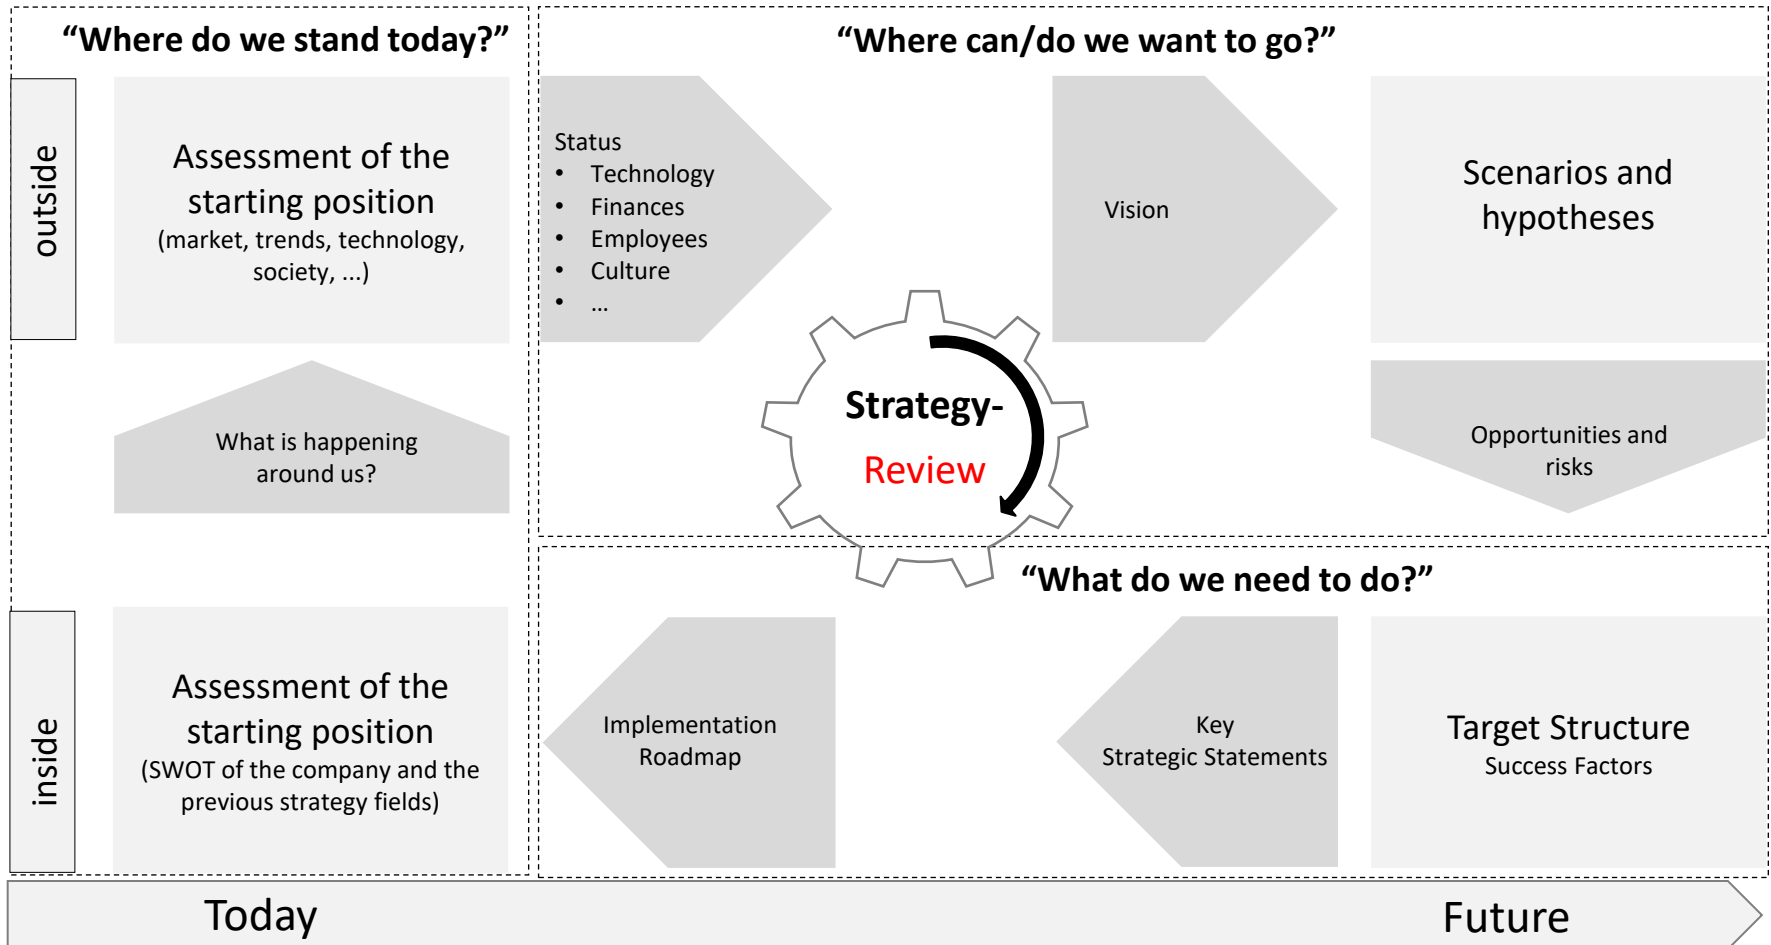 “Where do we stand today?”
outside
Assessment of the
starting position
(market, trends, technology,
society, ...)
What is happening
around us?
inside
Assessment of the
starting position
(SWOT of the company and the
previous strategy fields)
“Where can/do we want to go?”
Status
• Technology
• Finances
• Employees
• Culture
• ...
Vision
Scenarios and
hypotheses
Opportunities and
risks
Strategy-
Review
“What do we need to do?”
Implementation
Roadmap
Key
Strategic Statements
Target Structure
Success Factors
Today
Future